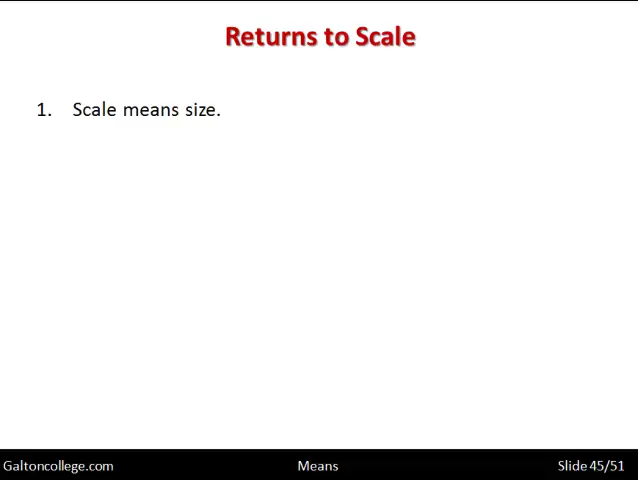 Returns to Scale
1. Scale means size.
Galtoncollege.com Means Slide 45/51